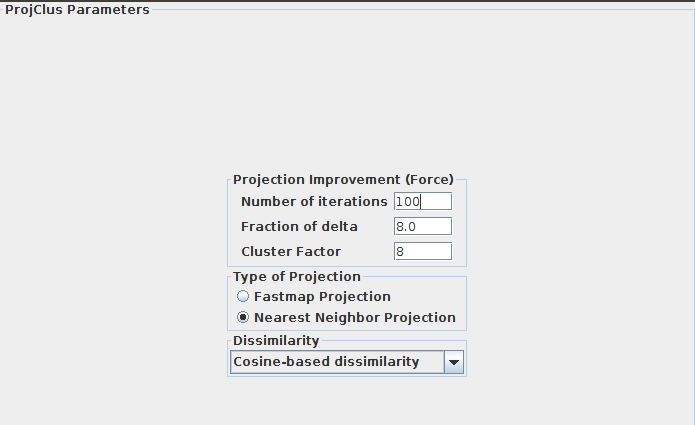 ProjClus Parameters
Projection Improvement (Force)
Number of iterations 100
Fraction of delta 8.0
Cluster Factor 8
Type of Projection
Fastmap Projection
Nearest Neighbor Projection
Dissimilarity
Cosine-based dissimilarity